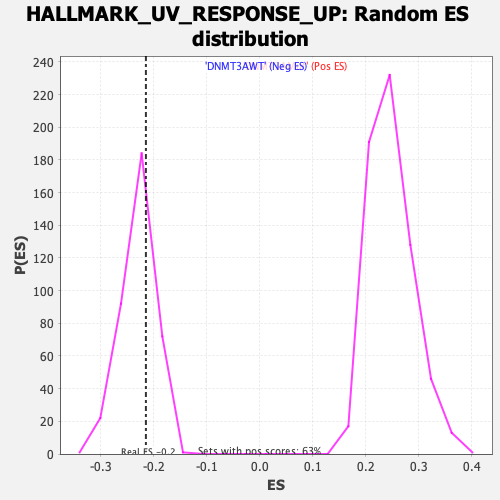 HALLMARK_UV_RESPONSE_UP: Random ES
distribution
'DNMT3AWT' (Neg ES)' (Pos ES)
240
220
200
180
160
140
120
100
80
60
40
20
0
P(ES)
Real ES -0.2
Sets with pos scores: 63%
-0.3 -0.2 -0.1 0.0 0.1 0.2 0.3 0.4
ES